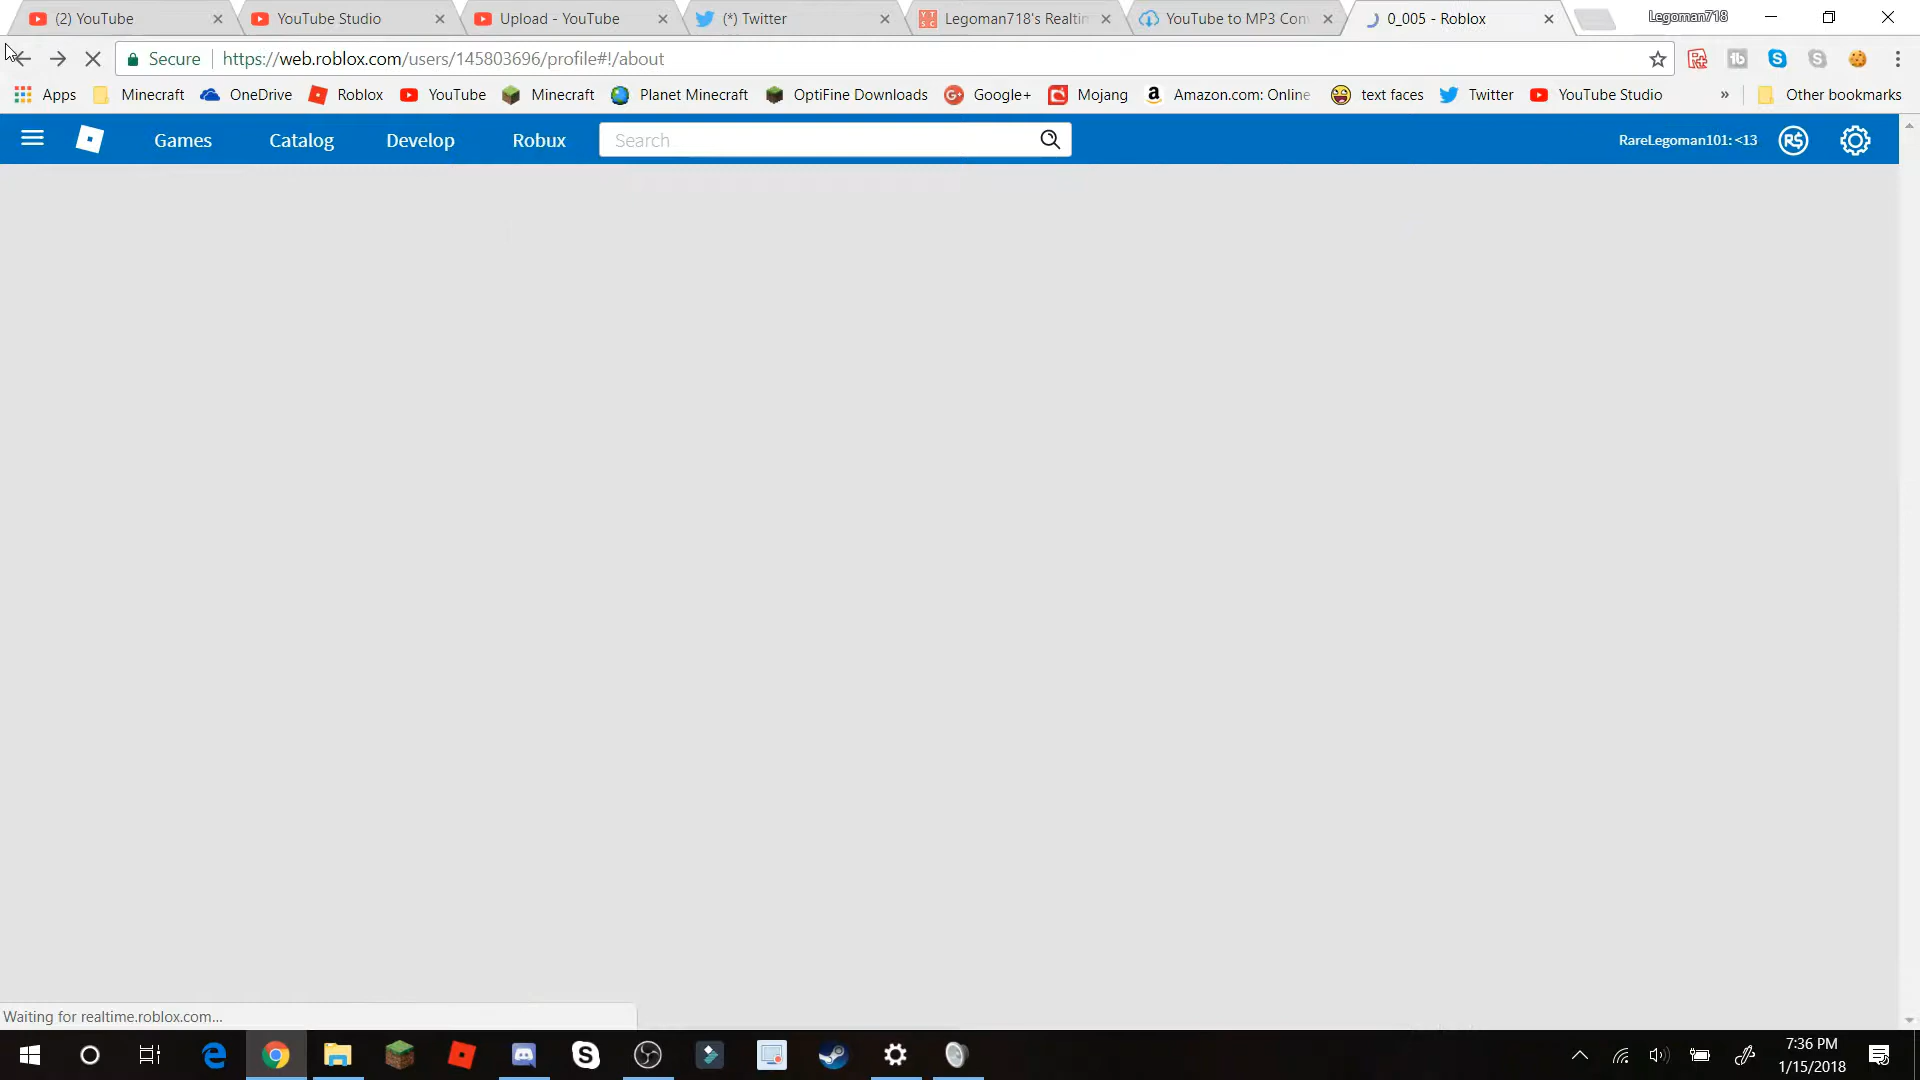 (2) YouTube
YouTube Studio
Upload - YouTube
(*) Twitter
Legoman718's Realtim
YouTube to MP3 Con
0_005 - Roblox
Legoman718
Secure
https://web.roblox.com/users/145803696/profile#!/about
Apps
Minecraft
OneDrive
Roblox
YouTube
Minecraft
Planet Minecraft
OptiFine Downloads
Google+
Mojang
Amazon.com: Online
text faces
Twitter
YouTube Studio
»
Other bookmarks
Games
Catalog
Develop
Robux
Search
RareLegoman101: <13
R$
Waiting for realtime.roblox.com...
7:36 PM
1/15/2018